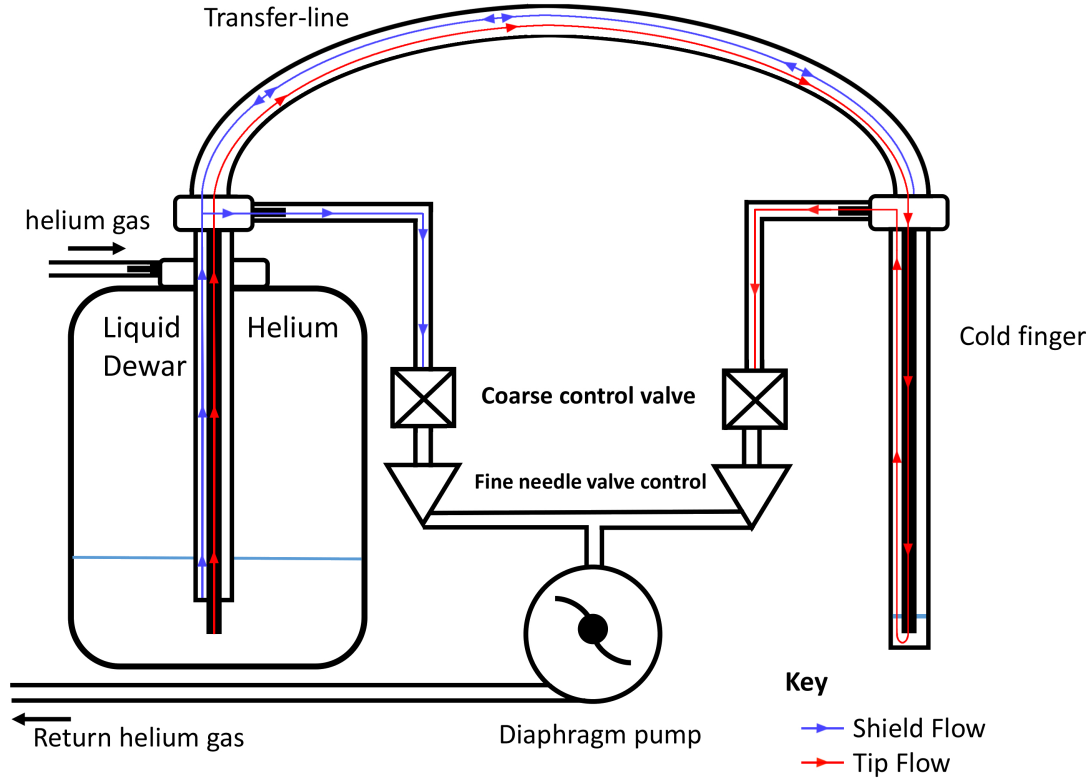 Transfer-line
helium gas
Liquid Helium
Dewar
Cold finger
Coarse control valve
Fine needle valve control
Diaphragm pump
Return helium gas
Key
Shield Flow
Tip Flow